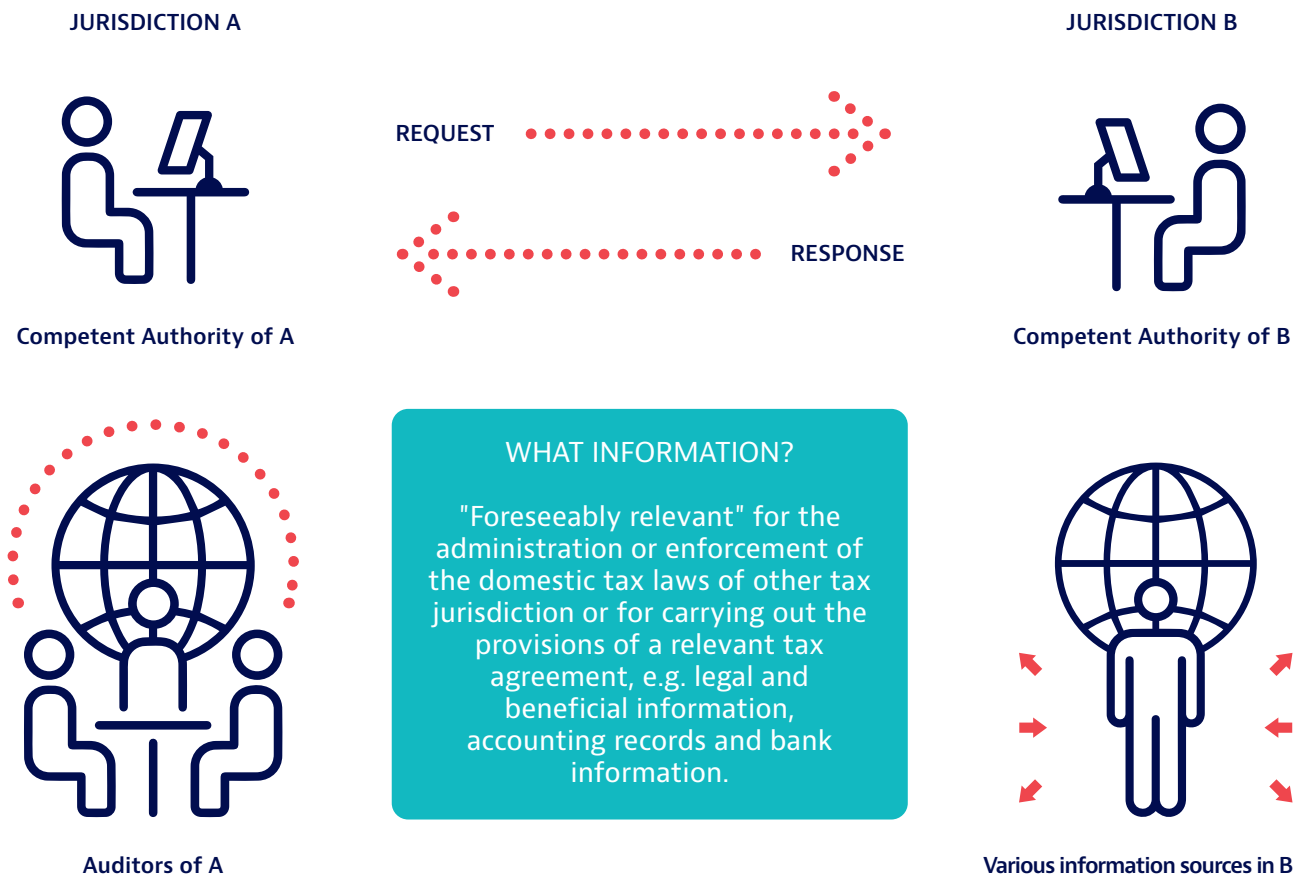 JURISDICTION A
JURISDICTION B
REQUEST
RESPONSE
Competent Authority of A
Competent Authority of B
WHAT INFORMATION?
"Foreseeably relevant" for the
administration or enforcement of
the domestic tax laws of other tax
jurisdiction or for carrying out the
provisions of a relevant tax
agreement, e.g. legal and
beneficial information,
accounting records and bank
information.
Auditors of A
Various information sources in B